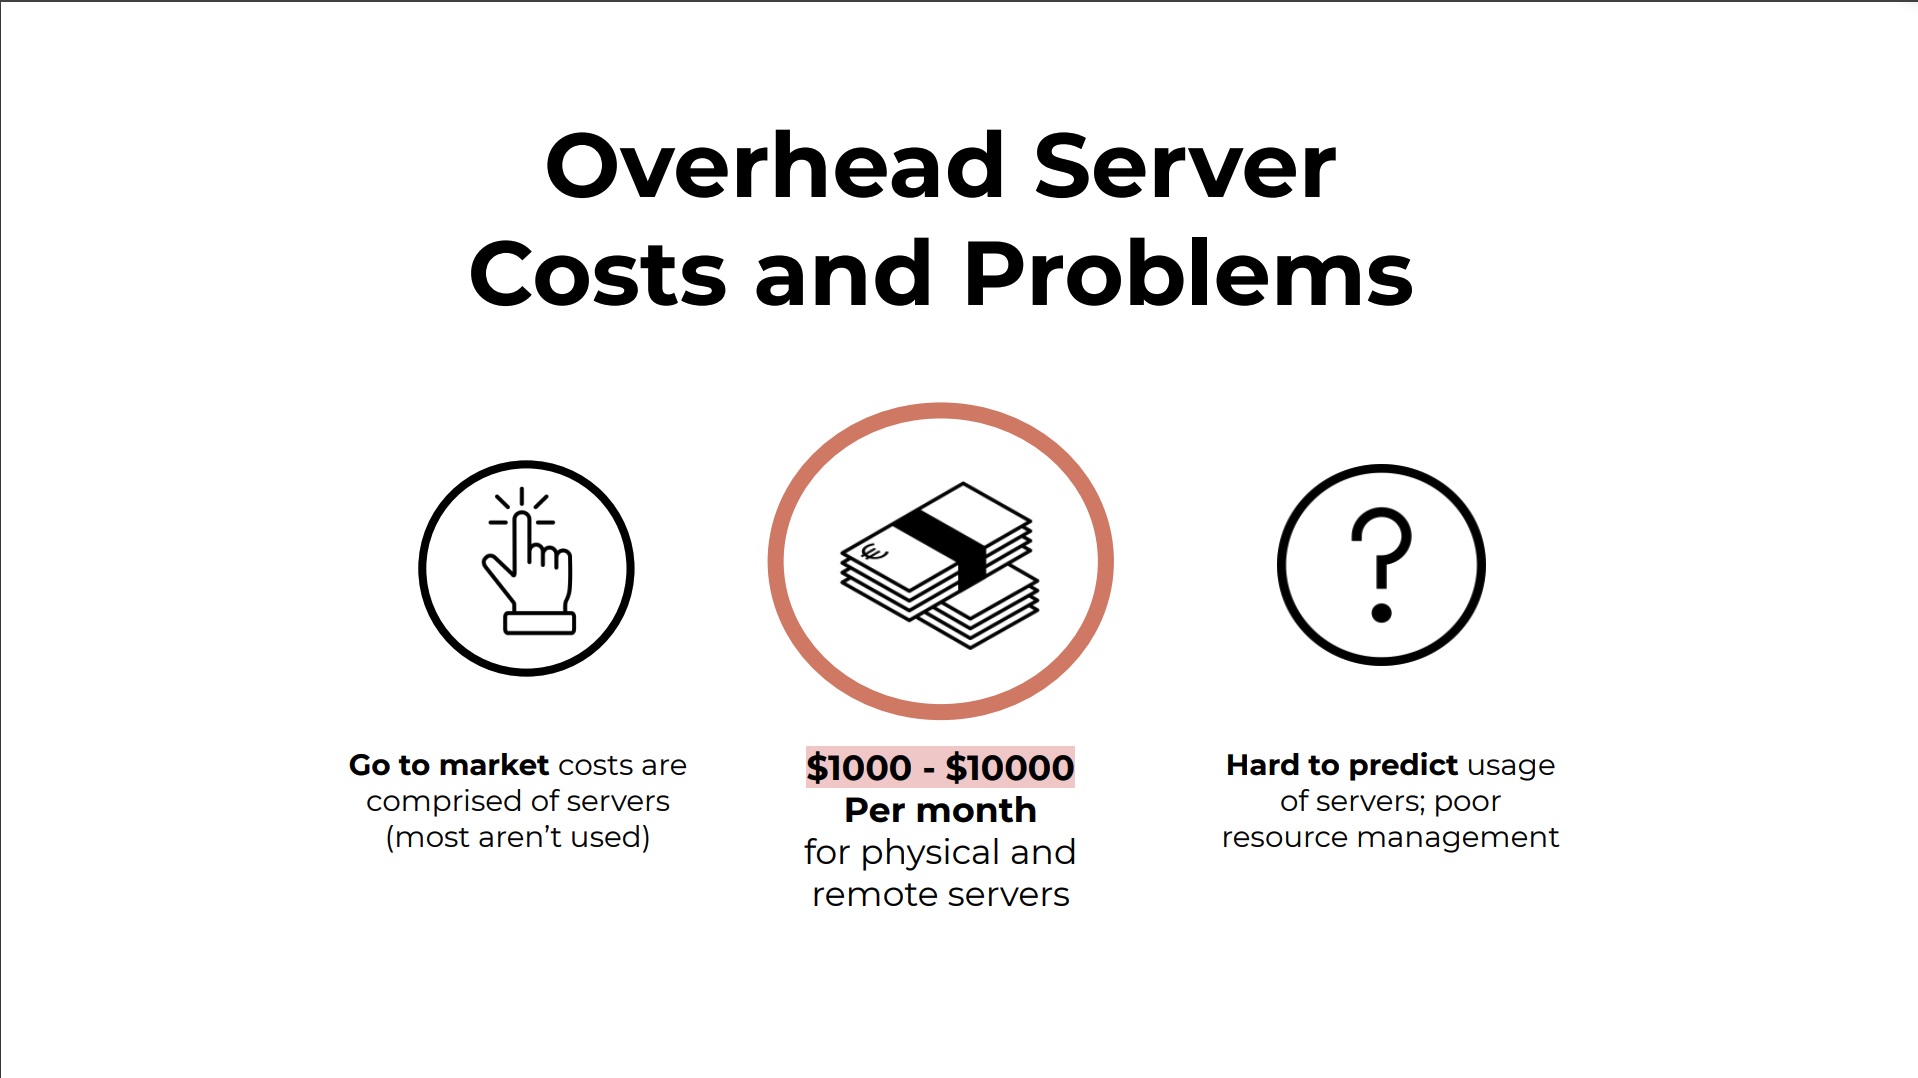 Overhead Server
Costs and Problems
Go to market costs are
comprised of servers
(most aren’t used)
$1000 - $10000
Per month
for physical and
remote servers
Hard to predict usage
of servers; poor
resource management